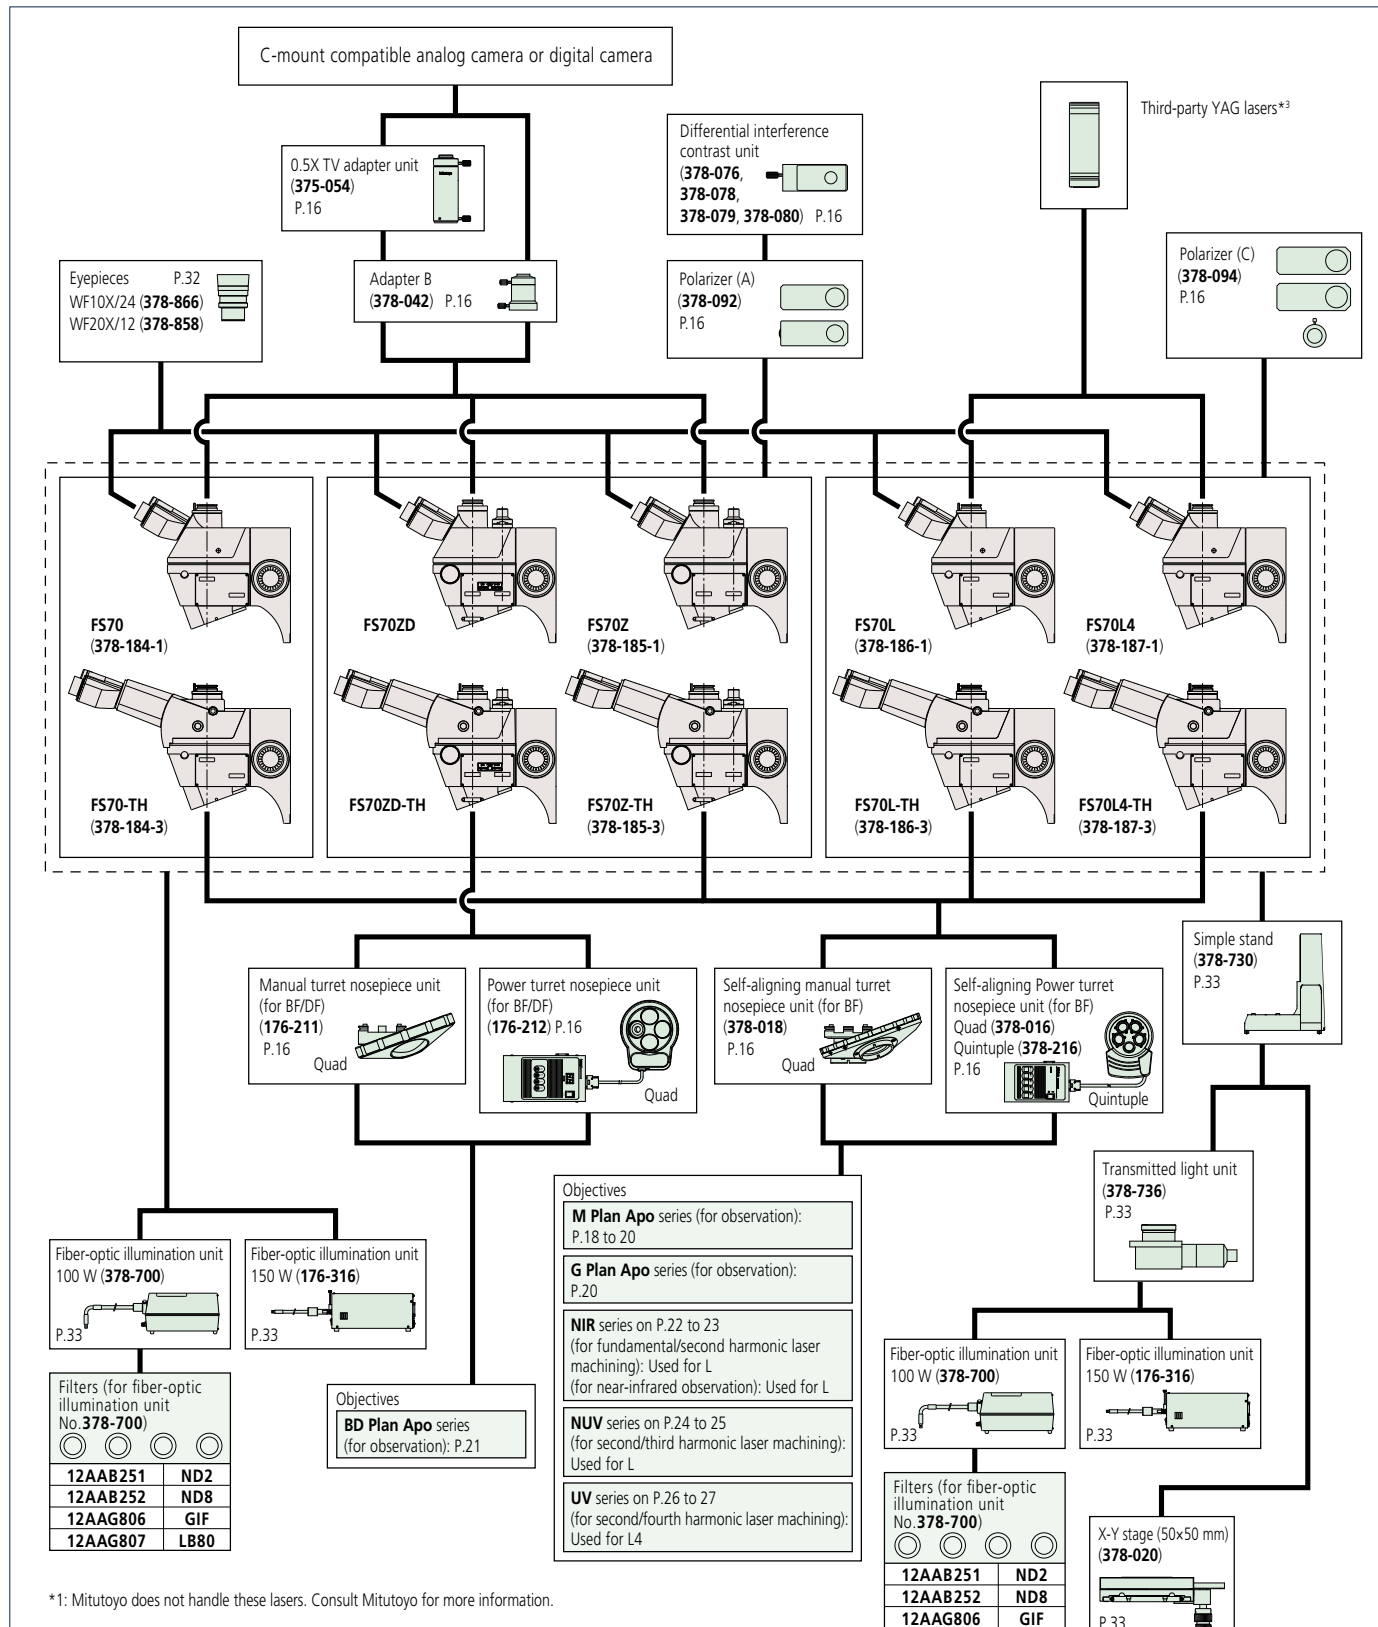 C-mount compatible analog camera or digital camera
Third-party YAG lasers*3
0.5X TV adapter unit
(375-054)
P.16
Differential interference
contrast unit
(378-076,
378-078,
378-079, 378-080) P.16
Eyepieces P.32
WF10X/24 (378-866)
WF20X/12 (378-858)
Adapter B
(378-042) P.16
Polarizer (A)
(378-092)
P.16
Polarizer (C)
(378-094)
P.16
FS70
(378-184-1)
FS70ZD
FS70Z
(378-185-1)
FS70L
(378-186-1)
FS70L4
(378-187-1)
FS70-TH
(378-184-3)
FS70ZD-TH
FS70Z-TH
(378-185-3)
FS70L-TH
(378-186-3)
FS70L4-TH
(378-187-3)
Manual turret nosepiece unit
(for BF/DF)
(176-211)
P.16
Quad
Power turret nosepiece unit
(for BF/DF)
(176-212) P.16
Quad
Self-aligning manual turret
nosepiece unit (for BF)
(378-018)
P.16
Quad
Self-aligning Power turret
nosepiece unit (for BF)
Quad (378-016)
Quintuple (378-216)
P.16
Quintuple
Simple stand
(378-730)
P.33
Transmitted light unit
(378-736)
P.33
Fiber-optic illumination unit
100 W (378-700)
P.33
Fiber-optic illumination unit
150 W (176-316)
P.33
Filters (for fiber-optic
illumination unit
No.378-700)
12AAB251 ND2
12AAB252 ND8
12AAG806 GIF
12AAG807 LB80
Objectives
BD Plan Apo series
(for observation): P.21
Objectives
M Plan Apo series (for observation):
P.18 to 20
G Plan Apo series (for observation):
P.20
NIR series on P.22 to 23
(for fundamental/second harmonic laser
machining): Used for L
(for near-infrared observation): Used for L
NUV series on P.24 to 25
(for second/third harmonic laser machining):
Used for L
UV series on P.26 to 27
(for second/fourth harmonic laser machining):
Used for L4
Fiber-optic illumination unit
100 W (378-700)
P.33
Fiber-optic illumination unit
150 W (176-316)
P.33
Filters (for fiber-optic
illumination unit
No.378-700)
12AAB251 ND2
12AAB252 ND8
12AAG806 GIF
X-Y stage (50×50 mm)
(378-020)
P.33
*1: Mitutoyo does not handle these lasers. Consult Mitutoyo for more information.